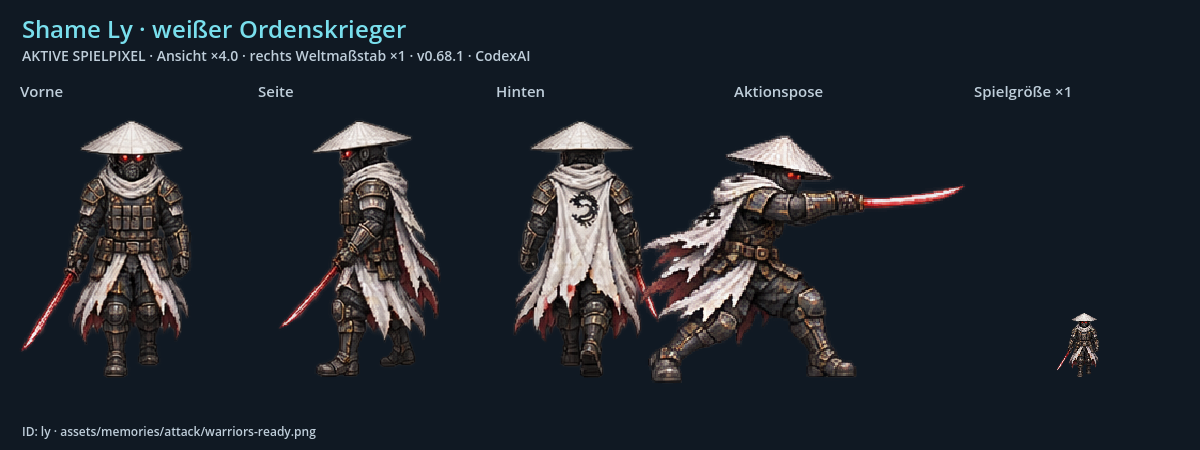 Shame Ly · weißer Ordenskrieger
AKTIVE SPIELPIXEL · Ansicht ×4.0 · rechts Weltmaßstab ×1 · v0.68.1 · CodexAI
Vorne
Seite
Hinten
Aktionspose
Spielgröße ×1
ID: ly · assets/memories/attack/warriors-ready.png